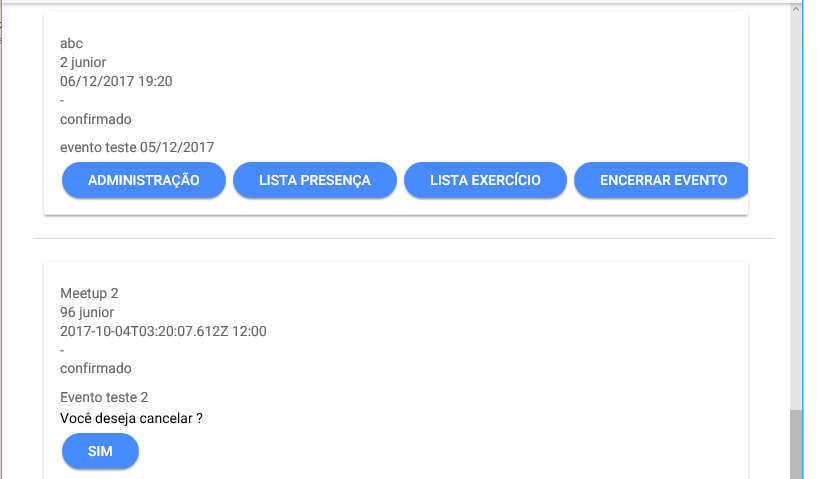 abc
2 junior
06/12/2017 19:20
-
confirmado
evento teste 05/12/2017
ADMINISTRAÇÃO LISTA PRESENÇA LISTA EXERCÍCIO ENCERRAR EVENTO
Meetup 2
96 junior
2017-10-04T03:20:07.612Z 12:00
-
confirmado
Evento teste 2
Você deseja cancelar ?
SIM